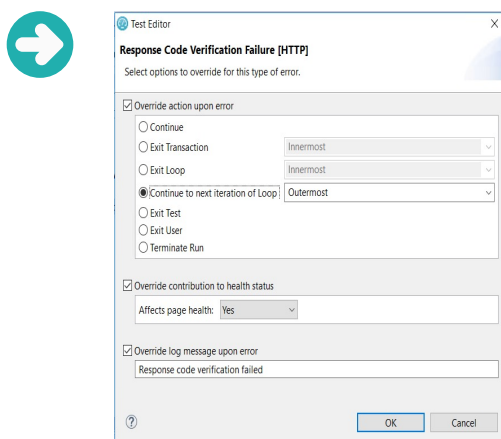 Test Editor
Response Code Verification Failure [HTTP]
Select options to override for this type of error.
Override action upon error
Continue
Exit Transaction Innermost
Exit Loop Innermost
Continue to next iteration of Loop Outermost
Exit Test
Exit User
Terminate Run
Override contribution to health status
Affects page health: Yes
Override log message upon error
Response code verification failed
? OK Cancel